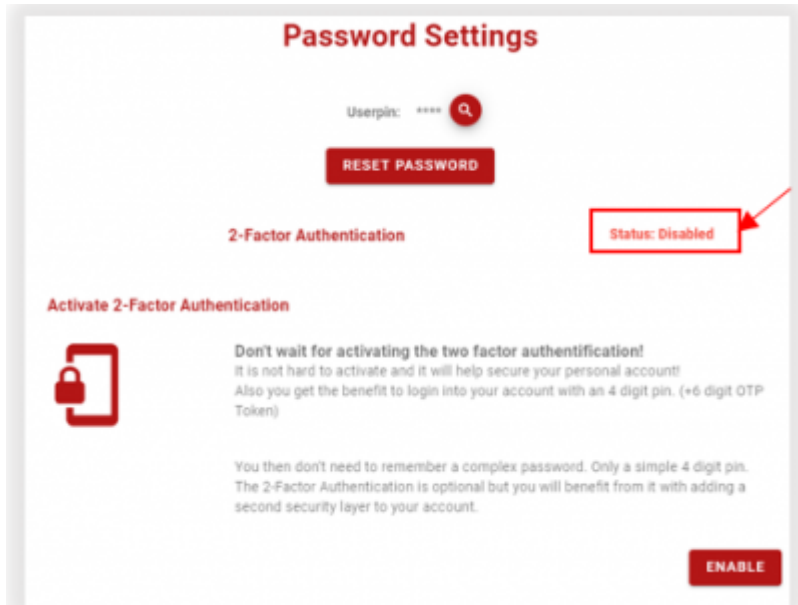 Password Settings
Userpin: ****
RESET PASSWORD
2-Factor Authentication
Status: Disabled
Activate 2-Factor Authentication
Don't wait for activating the two factor authentification!
It is not hard to activate and it will help secure your personal account!
Also you get the benefit to login into your account with an 4 digit pin. (+6 digit OTP
Token)
You then don't need to remember a complex password. Only a simple 4 digit pin.
The 2-Factor Authentication is optional but you will benefit from it with adding a
second security layer to your account.
ENABLE